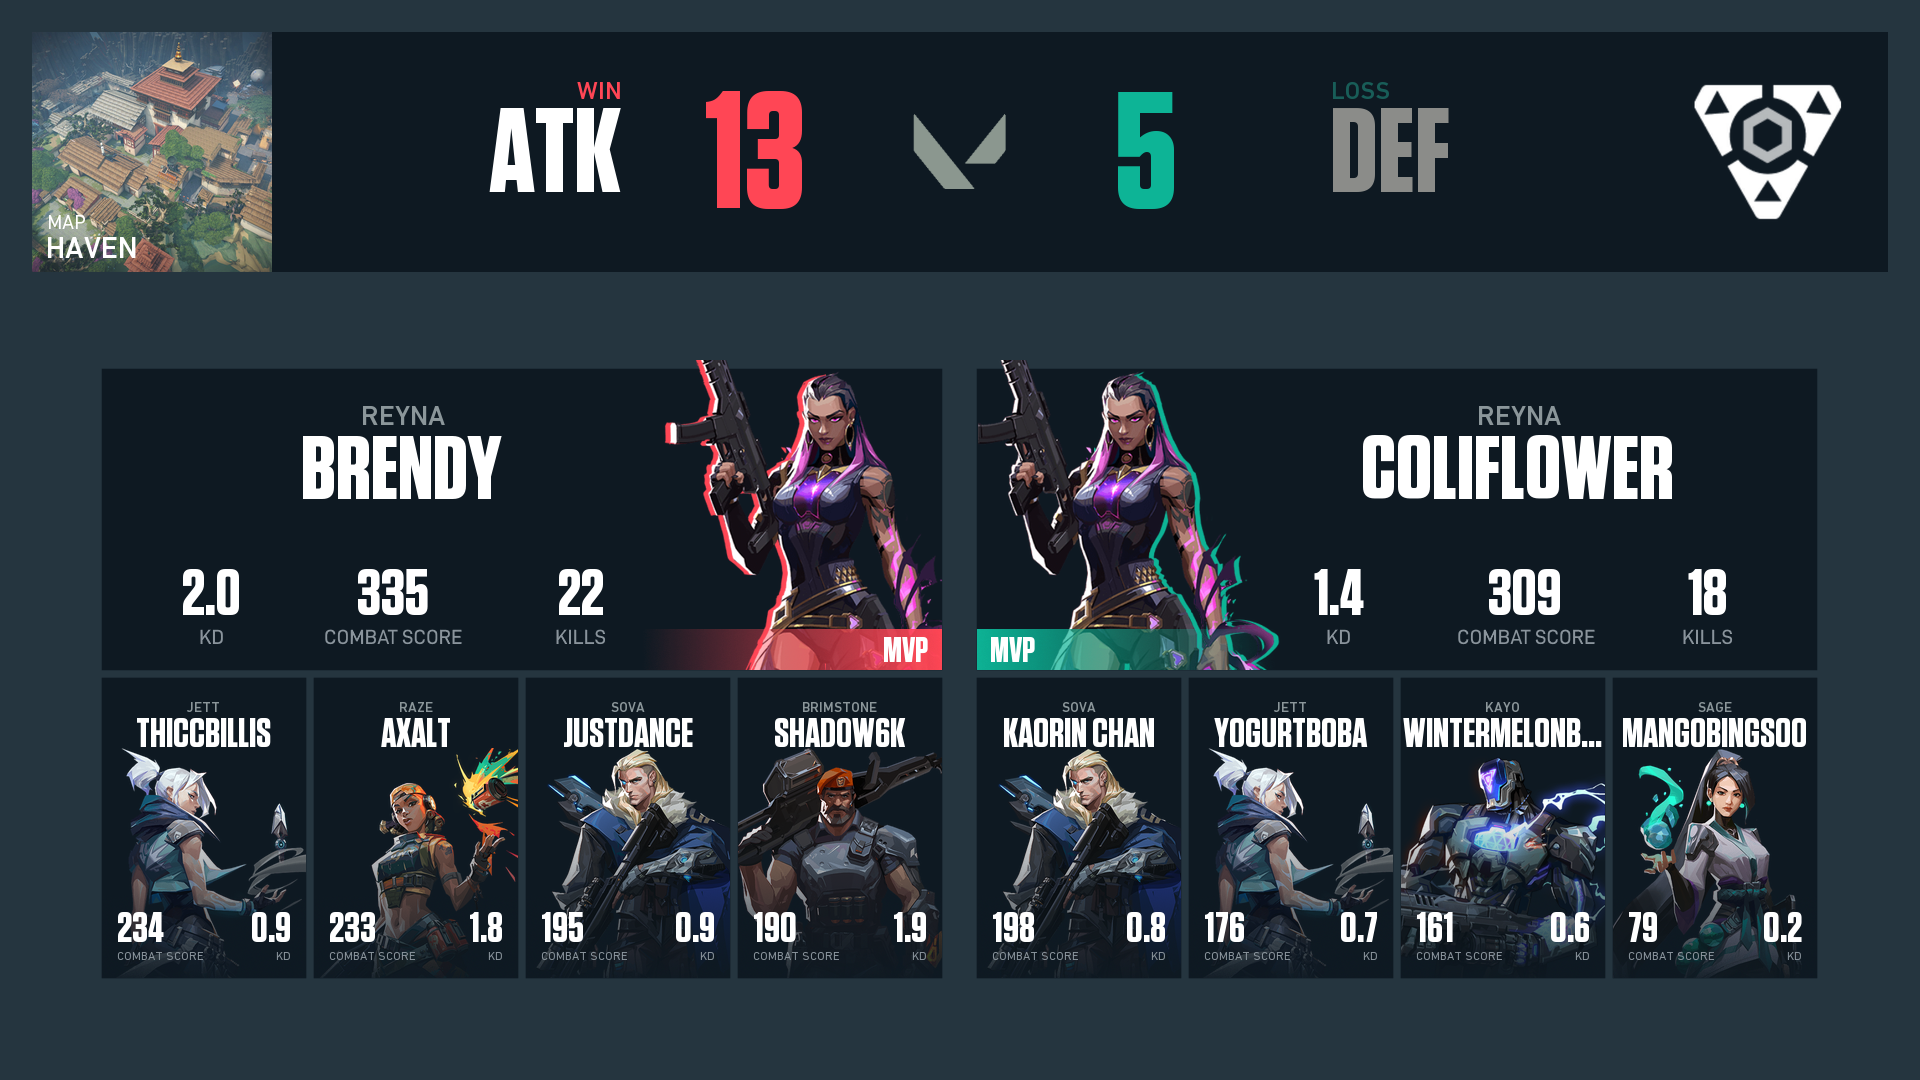 MAP
HAVEN
WIN
ATK
13
5
LOSS
DEF
REYNA
BRENDY
2.0
KD
335
COMBAT SCORE
22
KILLS
MVP
REYNA
COLIFLOWER
MVP
1.4
KD
309
COMBAT SCORE
18
KILLS
JETT
THICCBILLIS
234
COMBAT SCORE
0.9
KD
RAZE
AXALT
233
COMBAT SCORE
1.8
KD
SOVA
JUSTDANCE
195
COMBAT SCORE
0.9
KD
BRIMSTONE
SHADOW6K
190
COMBAT SCORE
1.9
KD
SOVA
KAORIN CHAN
198
COMBAT SCORE
0.8
KD
JETT
YOGURTBOBA
176
COMBAT SCORE
0.7
KD
KAYO
WINTERMELONB...
161
COMBAT SCORE
0.6
KD
SAGE
MANGOBINGSOO
79
COMBAT SCORE
0.2
KD